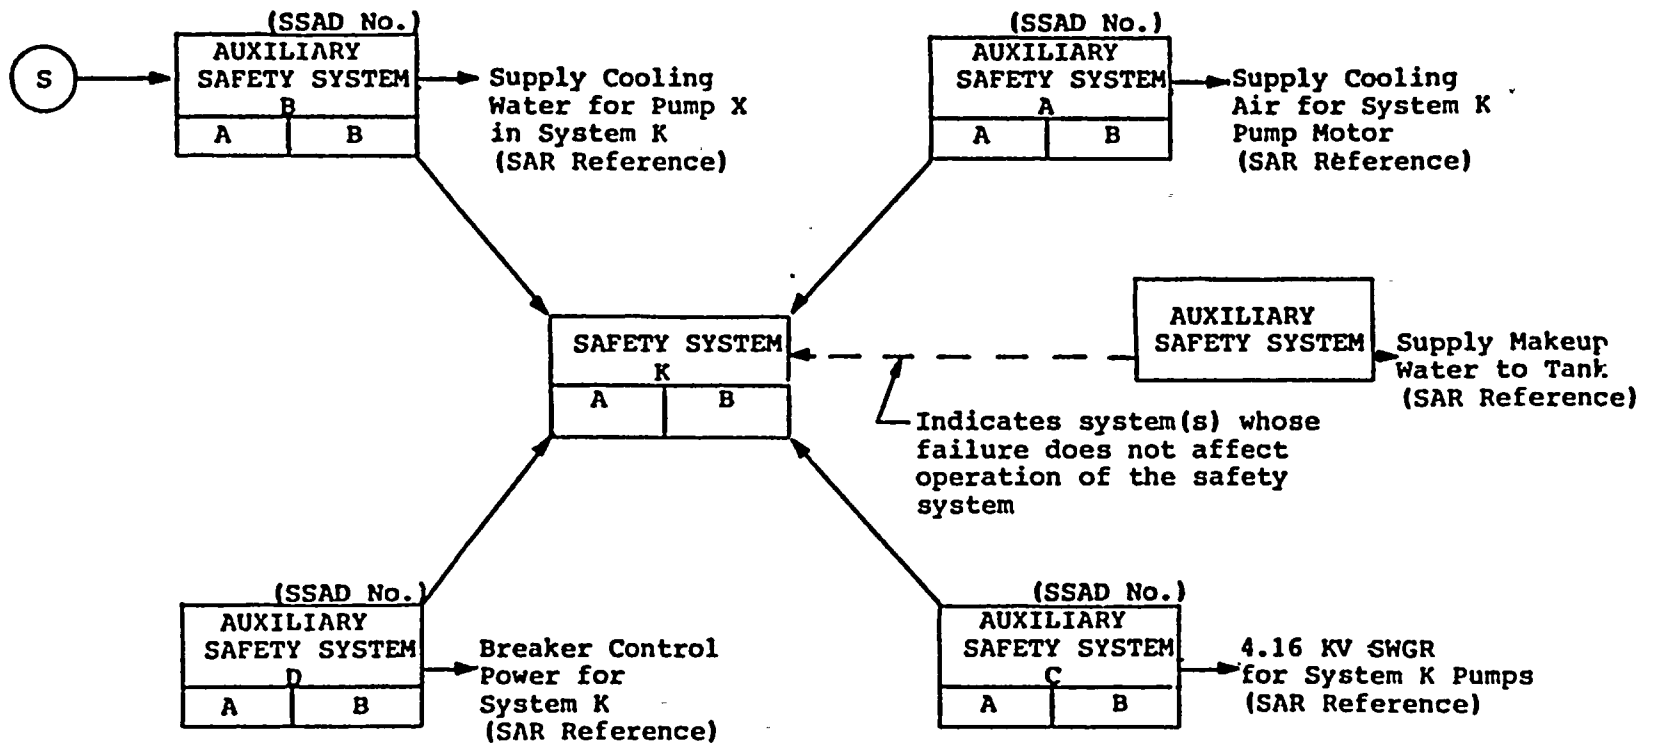 (SSAD No.)
S
AUXILIARY
SAFETY SYSTEM
B
A B
Supply Cooling
Water for Pump X
in System K
(SAR Reference)
(SSAD No.)
AUXILIARY
SAFETY SYSTEM
A
A B
Supply Cooling
Air for System K
Pump Motor
(SAR Reference)
SAFETY SYSTEM
K
A B
AUXILIARY
SAFETY SYSTEM
Supply Makeup
Water to Tank
(SAR Reference)
Indicates system(s) whose
failure does not affect
operation of the safety
system
(SSAD No.)
AUXILIARY
SAFETY SYSTEM
D
A B
Breaker Control
Power for
System K
(SAR Reference)
(SSAD No.)
AUXILIARY
SAFETY SYSTEM
C
A B
4.16 KV SWGR
for System K Pumps
(SAR Reference)